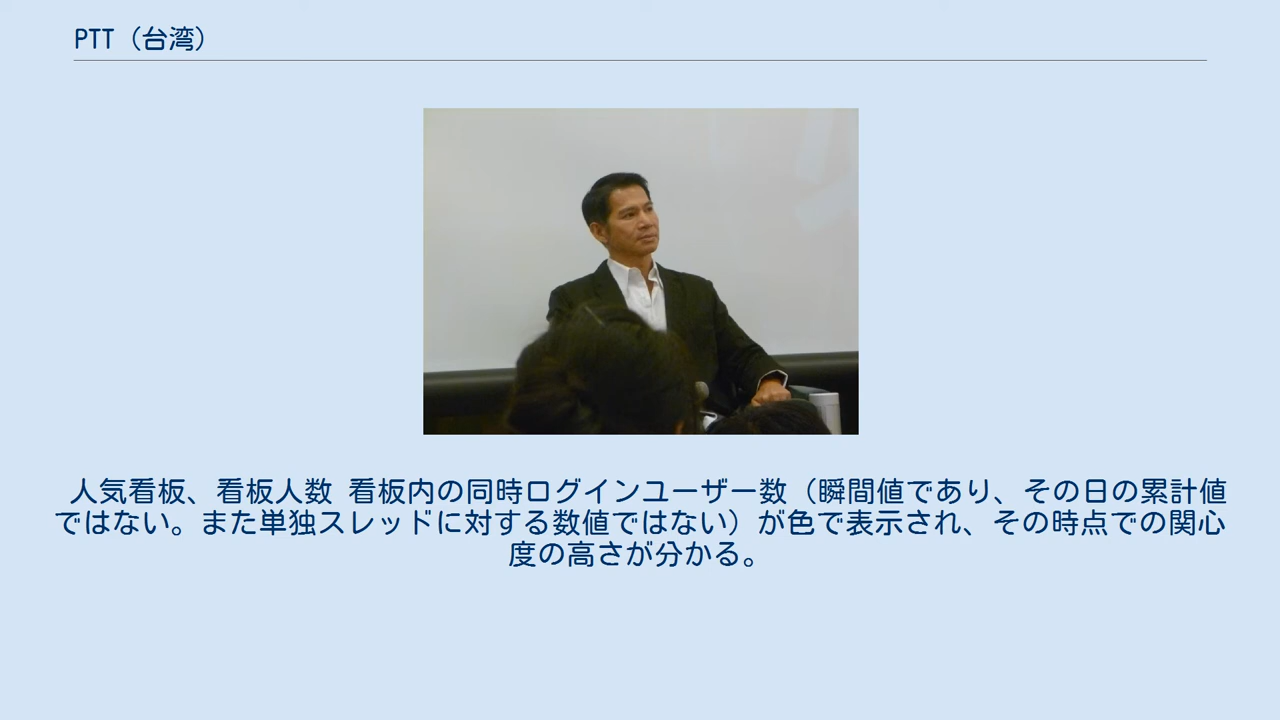 PTT（台湾）
人気看板、看板人数 看板内の同時ログインユーザー数（瞬間値であり、その日の累計値
ではない。また単独スレッドに対する数値ではない）が色で表示され、その時点での関心
度の高さが分かる。